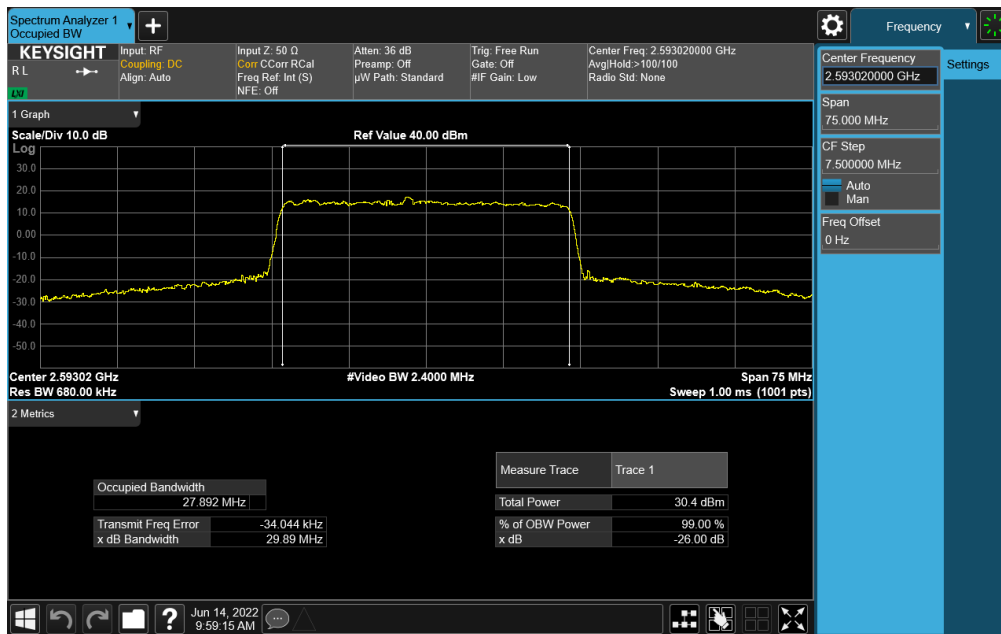 Spectrum Analyzer 1
Occupied BW
Frequency
KEYSIGHT
R L
LXI
Input: RF
Coupling: DC
Align: Auto
Input Z: 50 Ω
Corr CCorr RCal
Freq Ref: Int (S)
NFE: Off
Atten: 36 dB
Preamp: Off
µW Path: Standard
Trig: Free Run
Gate: Off
#IF Gain: Low
Center Freq: 2.593020000 GHz
Avg|Hold:>100/100
Radio Std: None
Center Frequency
2.593020000 GHz
Settings
Span
75.000 MHz
CF Step
7.500000 MHz
Auto
Man
Freq Offset
0 Hz
1 Graph
Scale/Div 10.0 dB
Ref Value 40.00 dBm
Log
30.0
20.0
10.0
0.00
-10.0
-20.0
-30.0
-40.0
-50.0
Center 2.59302 GHz
#Video BW 2.4000 MHz
Span 75 MHz
Res BW 680.00 kHz
Sweep 1.00 ms (1001 pts)
2 Metrics
Occupied Bandwidth
27.892 MHz
Transmit Freq Error -34.044 kHz
x dB Bandwidth 29.89 MHz
Measure Trace Trace 1
Total Power 30.4 dBm
% of OBW Power 99.00 %
x dB -26.00 dB
Jun 14, 2022
9:59:15 AM